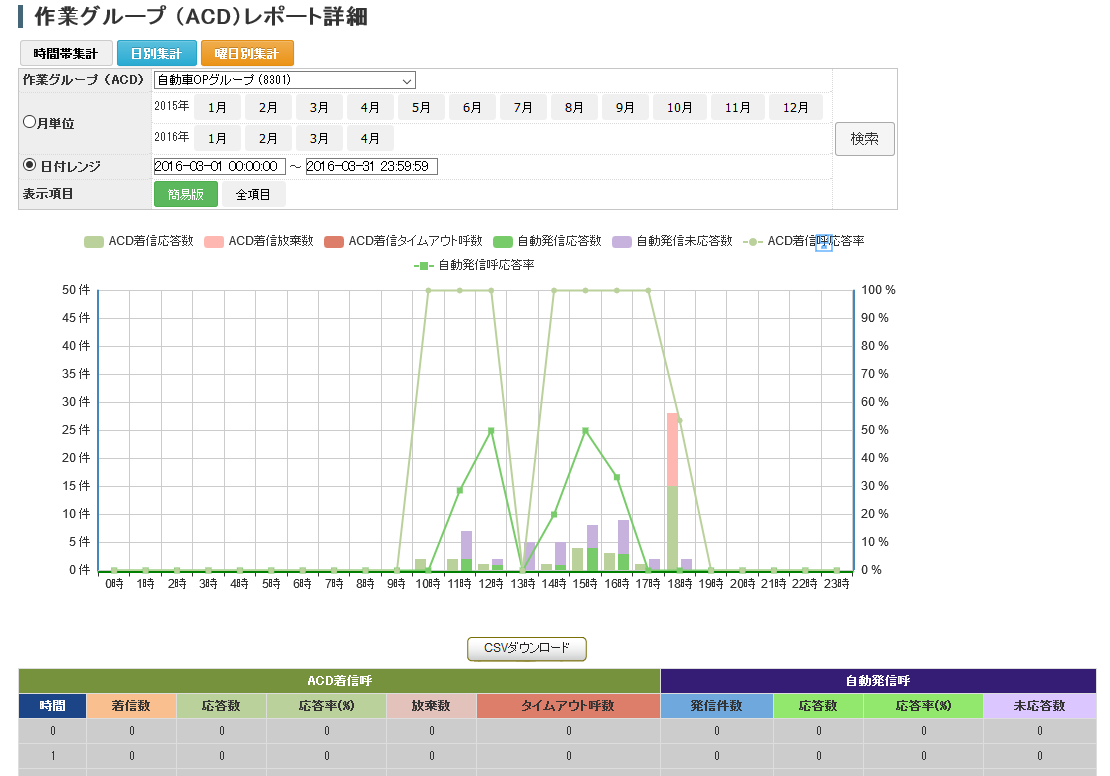 作業グループ（ACD）レポート詳細
時間帯集計 日別集計 曜日別集計
作業グループ（ACD） 自動車OPグループ（8301）
月単位 2015年 1月 2月 3月 4月 5月 6月 7月 8月 9月 10月 11月 12月
2016年 1月 2月 3月 4月
検索
日付レンジ 2016-03-01 00:00:00 ～ 2016-03-31 23:59:59
表示項目 簡易版 全項目
ACD着信応答数 ACD着信放棄数 ACD着信タイムアウト呼数 自動発信応答数 自動発信未応答数 ACD着信呼応答率
自動発信呼応答率
50 件 100 %
45 件 90 %
40 件 80 %
35 件 70 %
30 件 60 %
25 件 50 %
20 件 40 %
15 件 30 %
10 件 20 %
5 件 10 %
0 件 0 %
0時 1時 2時 3時 4時 5時 6時 7時 8時 9時 10時 11時 12時 13時 14時 15時 16時 17時 18時 19時 20時 21時 22時 23時
CSVダウンロード
ACD着信呼 自動発信呼
時間 着信数 応答数 応答率(%) 放棄数 タイムアウト呼数 発信件数 応答数 応答率(%) 未応答数
0 0 0 0 0 0 0 0 0 0
1 0 0 0 0 0 0 0 0 0